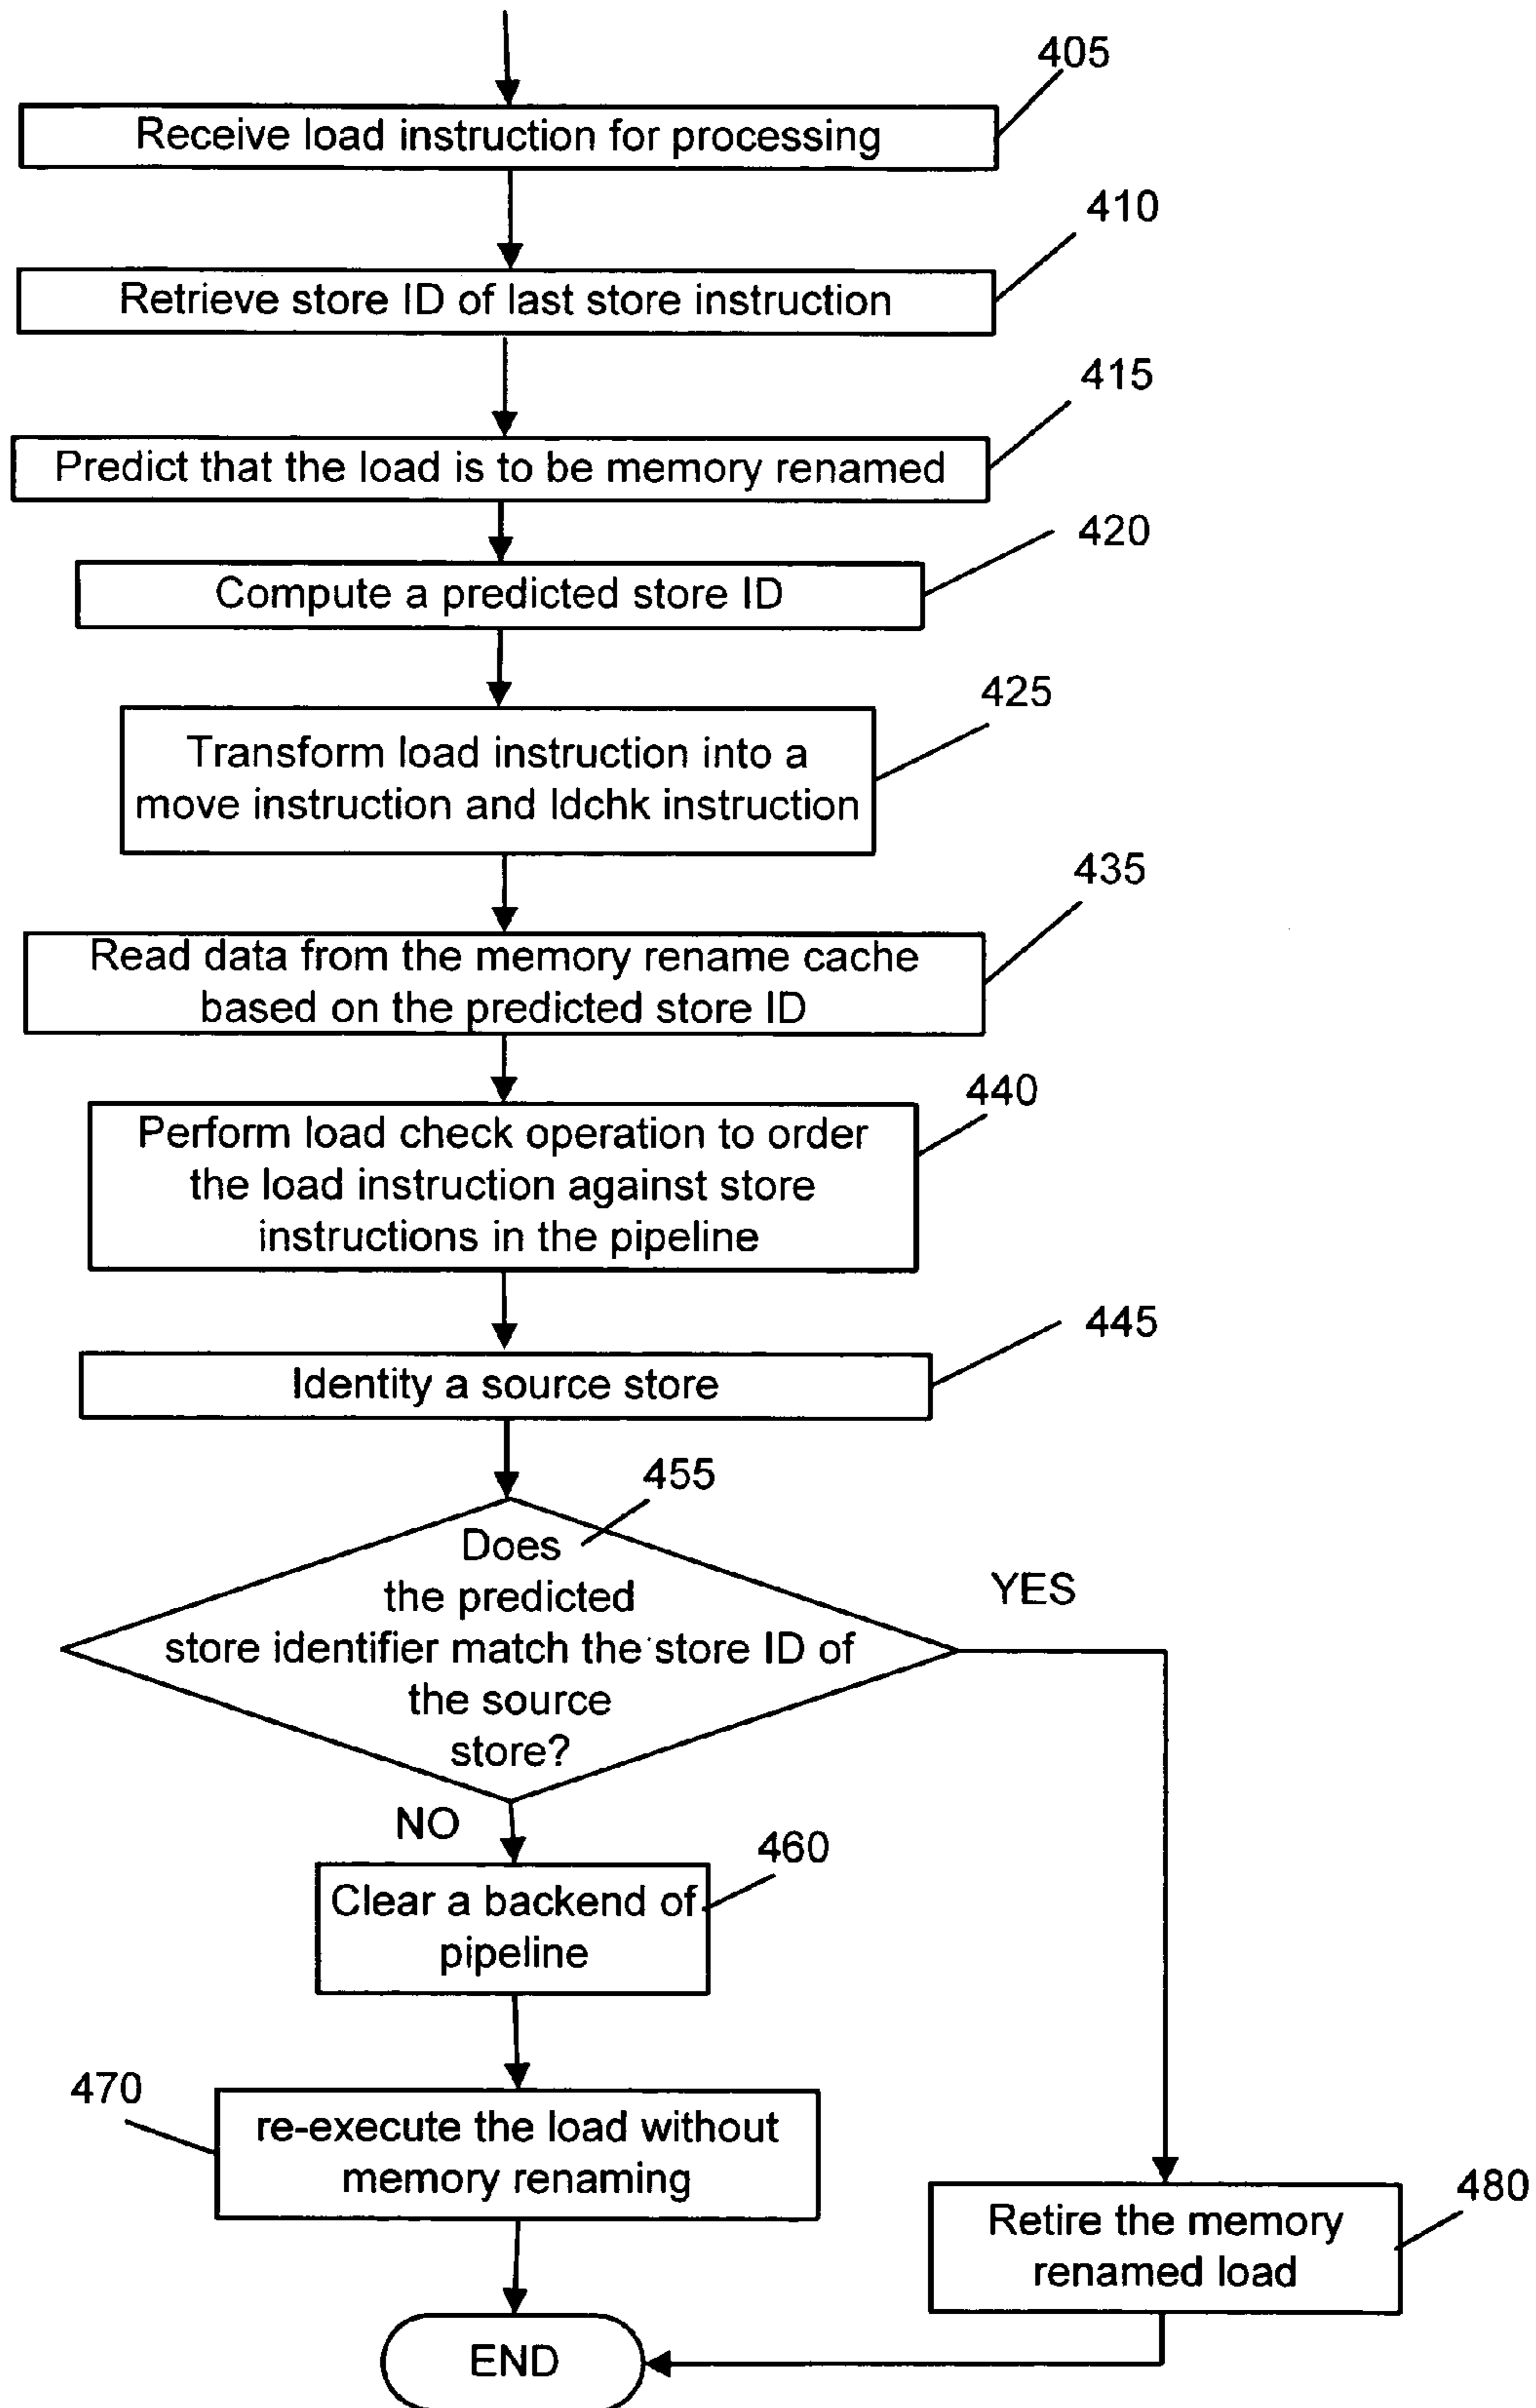 405
Receive load instruction for processing
410
Retrieve store ID of last store instruction
415
Predict that the load is to be memory renamed
420
Compute a predicted store ID
425
Transform load instruction into a
move instruction and ldchk instruction
435
Read data from the memory rename cache
based on the predicted store ID
440
Perform load check operation to order
the load instruction against store
instructions in the pipeline
445
Identity a source store
455
Does
the predicted
store identifier match the store ID of
the source
store?
YES
NO
460
Clear a backend of
pipeline
470
re-execute the load without
memory renaming
480
Retire the memory
renamed load
END